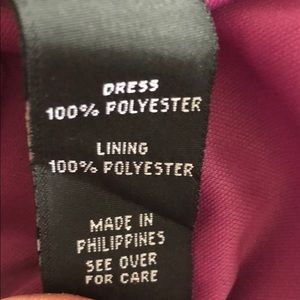 DRESS
100% POLYESTER
LINING
100% POLYESTER
MADE IN
PHILIPPINES
SEE OVER
FOR CARE